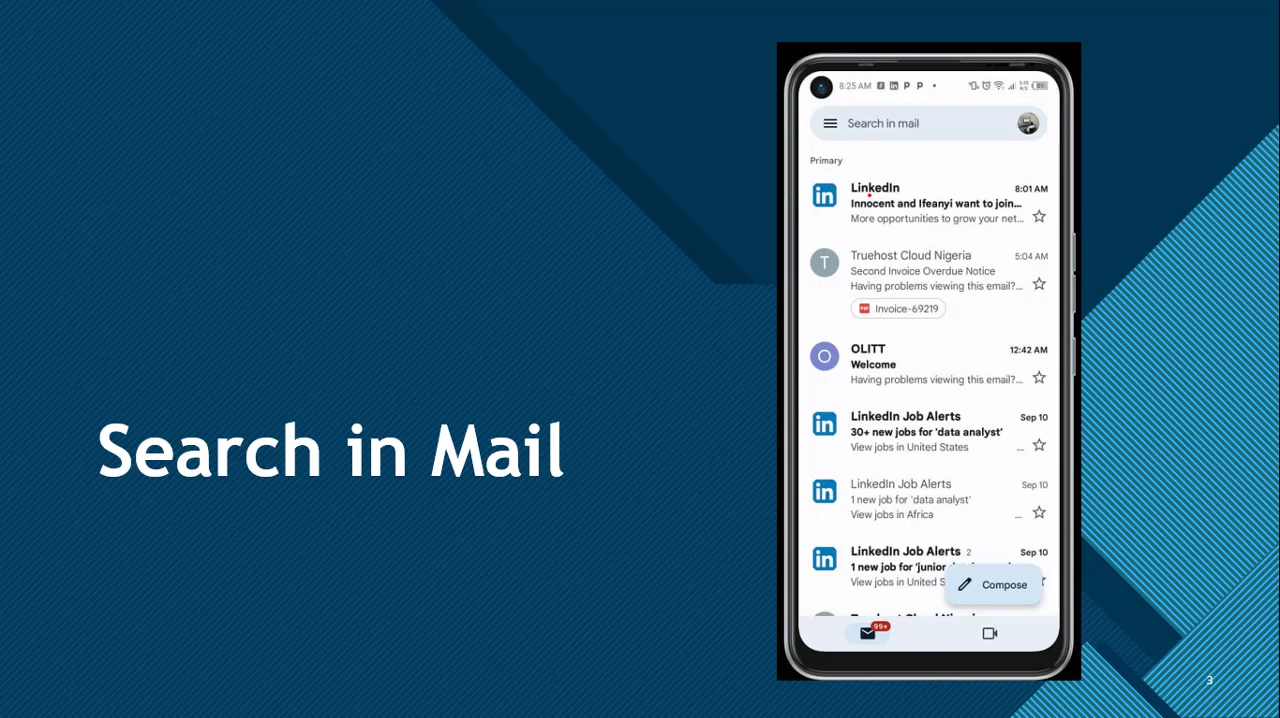 Search in Mail
8:25 AM
Search in mail
Primary
LinkedIn 8:01 AM
Innocent and Ifeanyi want to join...
More opportunities to grow your net...
T
Truehost Cloud Nigeria 5:04 AM
Second Invoice Overdue Notice
Having problems viewing this email?...
PDF Invoice-69219
O
OLITT 12:42 AM
Welcome
Having problems viewing this email?...
in
LinkedIn Job Alerts Sep 10
30+ new jobs for 'data analyst'
View jobs in United States ...
in
LinkedIn Job Alerts Sep 10
1 new job for 'data analyst'
View jobs in Africa ...
in
LinkedIn Job Alerts 2 Sep 10
1 new job for 'junior
View jobs in United S
Compose
99+
3